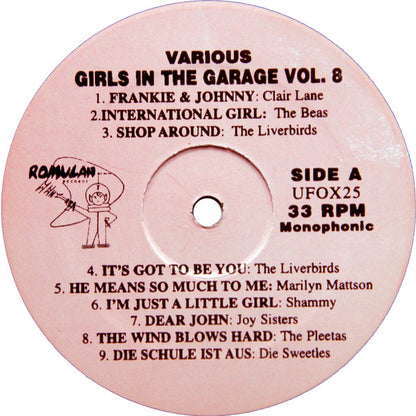 VARIOUS
GIRLS IN THE GARAGE VOL. 8
1. FRANKIE & JOHNNY: Clair Lane
2.INTERNATIONAL GIRL: The Beas
3. SHOP AROUND: The Liverbirds
ROMULAN
RECORDS
SIDE A
UFOX25
33 RPM
Monophonic
4. IT'S GOT TO BE YOU: The Liverbirds
5. HE MEANS SO MUCH TO ME: Marilyn Mattson
6. I'M JUST A LITTLE GIRL: Shammy
7. DEAR JOHN: Joy Sisters
8. THE WIND BLOWS HARD: The Pleetas
9. DIE SCHULE IST AUS: Die Sweetles